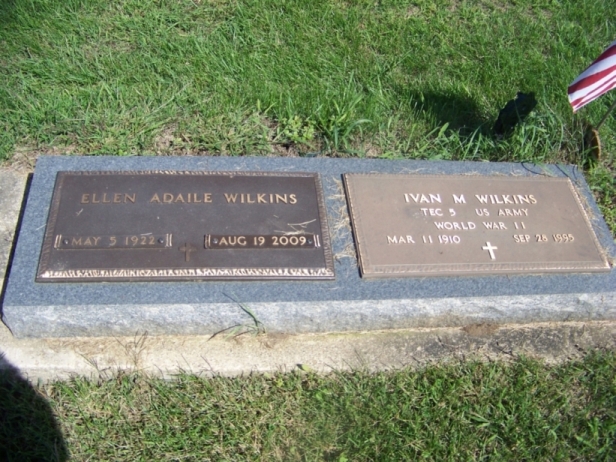 ELLEN ADAILE WILKINS
MAY 5 1922
AUG 19 2009
IVAN M WILKINS
TEC 5 US ARMY
WORLD WAR II
MAR 11 1910
SEP 28 1995